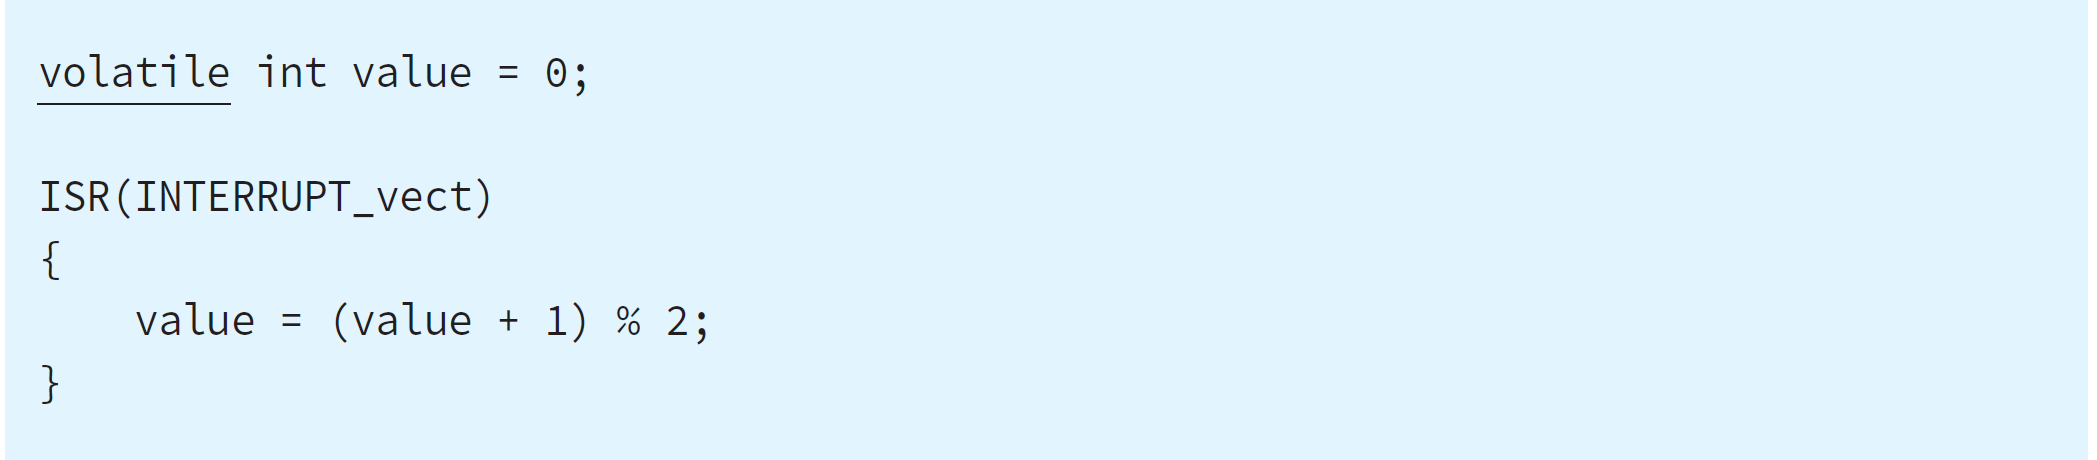 volatile int value = 0;
ISR(INTERRUPT_vect)
{
    value = (value + 1) % 2;
}